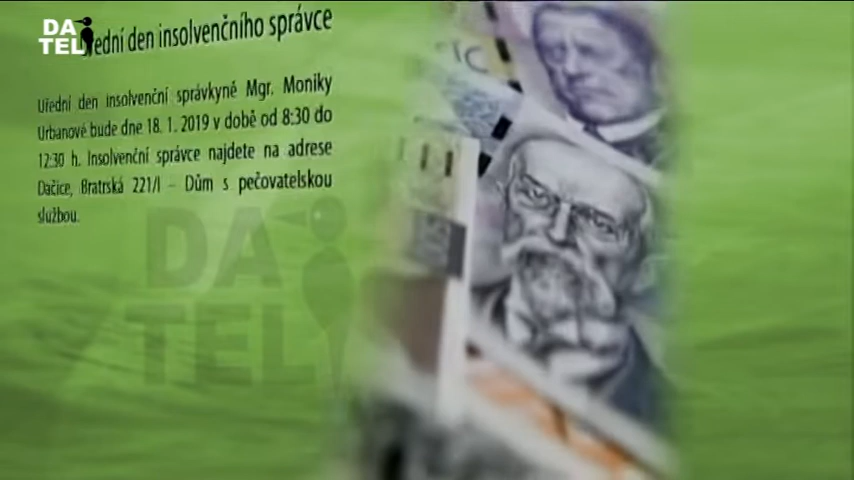 DA
TEL
Úřední den insolvenčního správce
Úřední den insolvenční správkyně Mgr. Moniky
Urbanové bude dne 18. 1. 2019 v době od 8:30 do
12:30 h. Insolvenční správce najdete na adrese
Dačice, Bratrská 221/I – Dům s pečovatelskou
službou.
DA
TEL